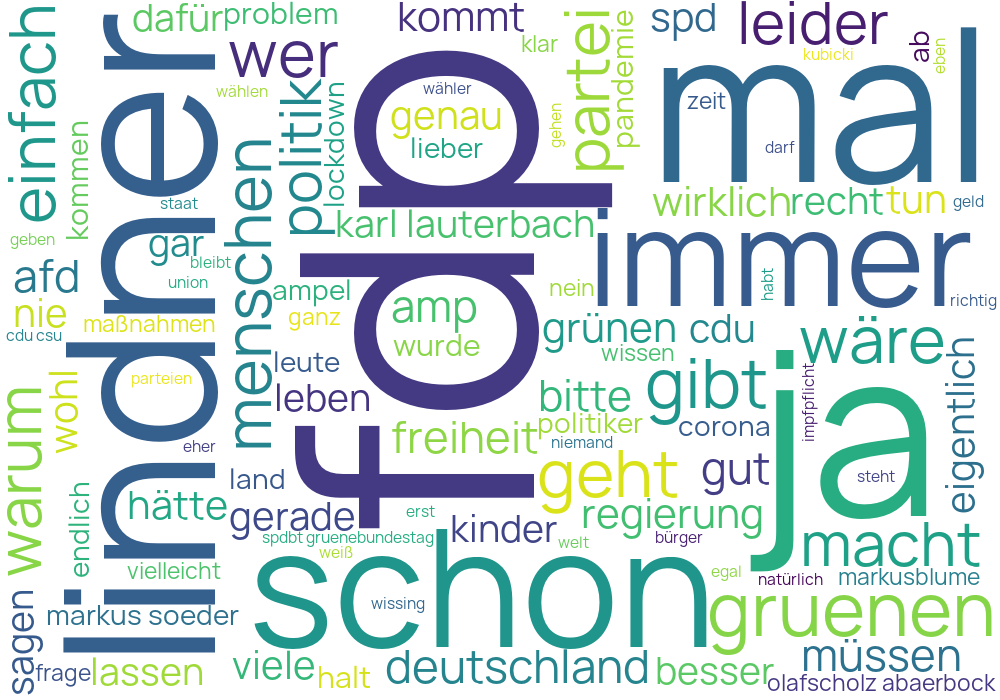 dafür
problem
kommt
spd
leider
ab
eben
kubicki
klar
wer
einfach
lindner
partei
pandemie
mal
wählen
wähler
zeit
genau
gehen
politik
lockdown
lieber
darf
kommen
fdp
menschen
wirklich
recht
tun
geld
staat
karl lauterbach
immer
geben
gar
bleibt
afd
union
ampel
nein
habt
richtig
nie
maßnahmen
ganz
amp
grünen
cdu
wäre
cdu csu
wurde
wissen
leute
parteien
gibt
ja
impfpflicht
eigentlich
warum
wohl
leben
bitte
politiker
corona
eher
freiheit
niemand
geht
gut
steht
land
endlich
hätte
gerade
erst
kinder
regierung
spdbt
gruenebundestag
weiß
welt
bürger
macht
vielleicht
schon
egal
natürlich
markusblume
sagen
markus soeder
wissing
gruenen
frage
lassen
viele
halt
deutschland
besser
müssen
olafscholz
abaerbock